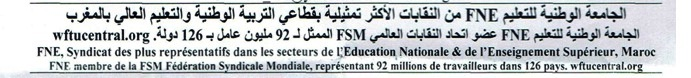 الجامعة الوطنية للتعليم FNE من النقابات الأكثر تمثيلية بقطاعي التربية الوطنية والتعليم العالي بالمغرب
الجامعة الوطنية للتعليم FNE عضو اتحاد النقابات العالمي FSM الممثل لـ 92 مليون عامل بـ 126 دولة. wftucentral.org
FNE, Syndicat des plus représentatifs dans les secteurs de l'Education Nationale & de l'Enseignement Supérieur, Maroc
FNE membre de la FSM Fédération Syndicale Mondiale, représentant 92 millions de travailleurs dans 126 pays. wftucentral.org